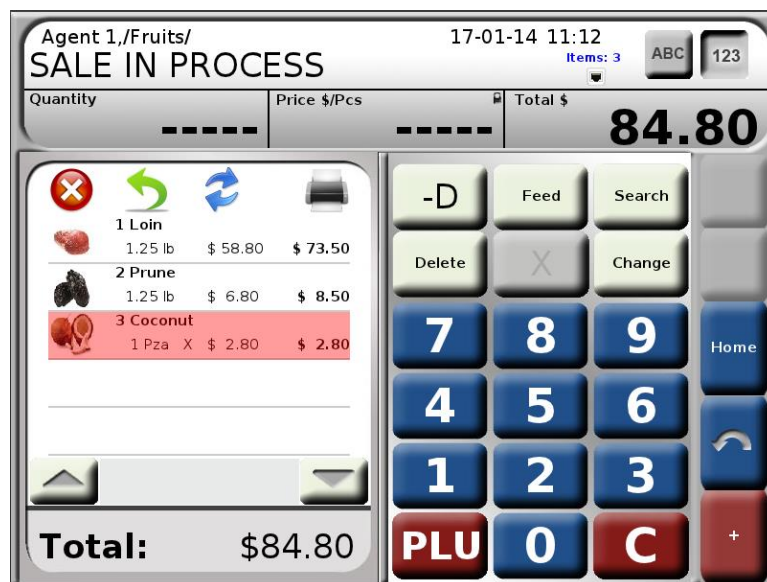 Agent 1,/Fruits/
17-01-14 11:12
SALE IN PROCESS
Items: 3
ABC
123
Quantity
Price $/Pcs
Total $
-----
-----
84.80
1 Loin
1.25 lb $ 58.80 $ 73.50
2 Prune
1.25 lb $ 6.80 $ 8.50
3 Coconut
1 Pza X $ 2.80 $ 2.80
Total: $84.80
-D
Feed
Search
Delete
X
Change
7
8
9
Home
4
5
6
1
2
3
PLU
0
C
+